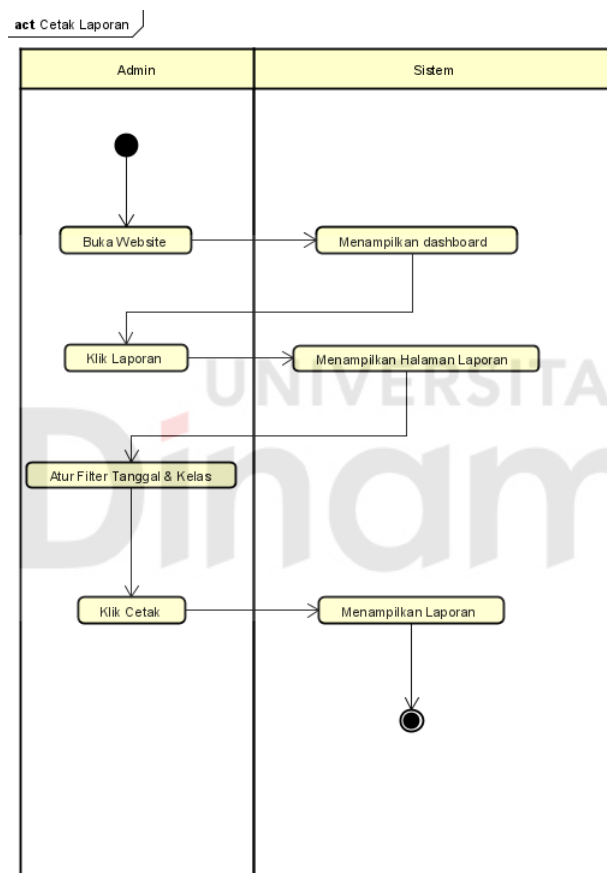 act Cetak Laporan
Admin
Sistem
Buka Website
Menampilkan dashboard
Klik Laporan
Menampilkan Halaman Laporan
UNIVERSITA
Dinam
Atur Filter Tanggal & Kelas
Klik Cetak
Menampilkan Laporan